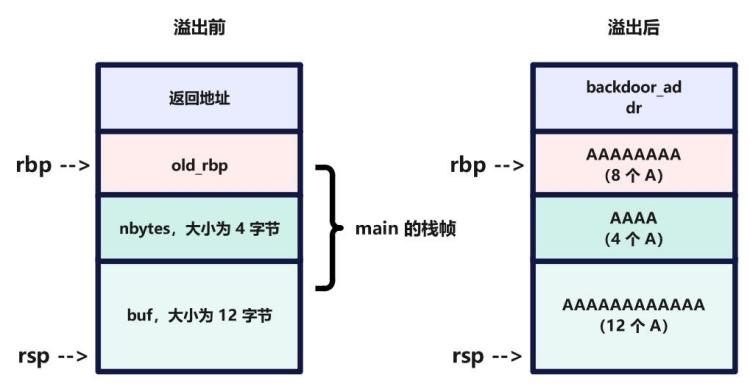 溢出前
返回地址
rbp -->
old_rbp
nbytes，大小为 4 字节
main 的栈帧
buf，大小为 12 字节
rsp -->
溢出后
backdoor_ad
dr
rbp -->
AAAAAAAA
（8 个 A）
AAAA
（4 个 A）
AAAAAAAAAAAA
（12 个 A）
rsp -->